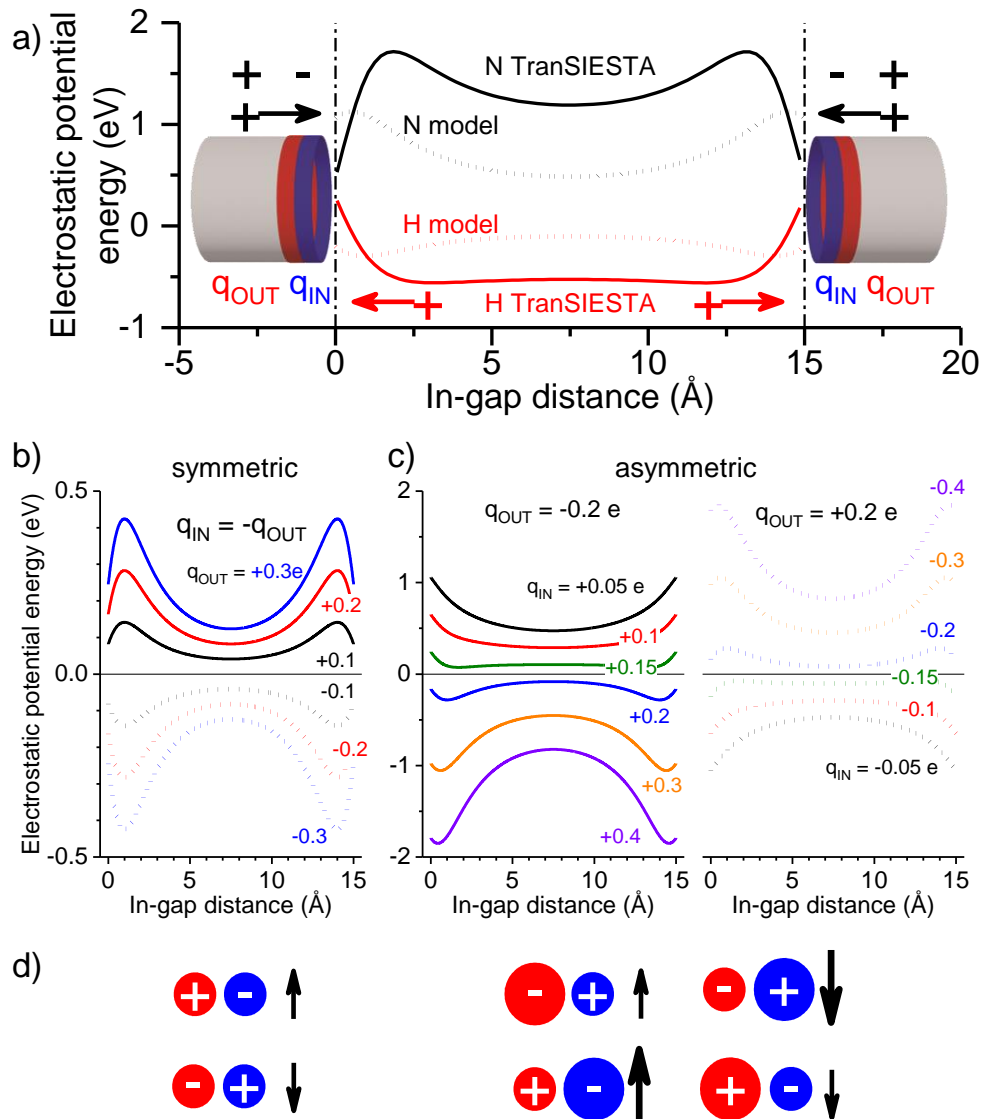 a)
Electrostatic potential
energy (eV)
2
1
0
-1
-5
0
5
10
15
20
In-gap distance (Å)
N TranSIESTA
N model
H model
H TranSIESTA
+ -
- +
+
+
+
+
qOUT qIN
qIN qOUT
b)
symmetric
Electrostatic potential energy (eV)
0.5
0.0
-0.5
qIN = -qOUT
qOUT = +0.3e
+0.2
+0.1
-0.1
-0.2
-0.3
0 5 10 15
In-gap distance (Å)
c)
asymmetric
2
1
0
-1
-2
qOUT = -0.2 e
qIN = +0.05 e
+0.1
+0.15
+0.2
+0.3
+0.4
0 5 10 15
In-gap distance (Å)
qOUT = +0.2 e
-0.4
-0.3
-0.2
-0.15
-0.1
qIN = -0.05 e
0 5 10 15
In-gap distance (Å)
d)
+ -
- +
- +
+ -
- +
+ -